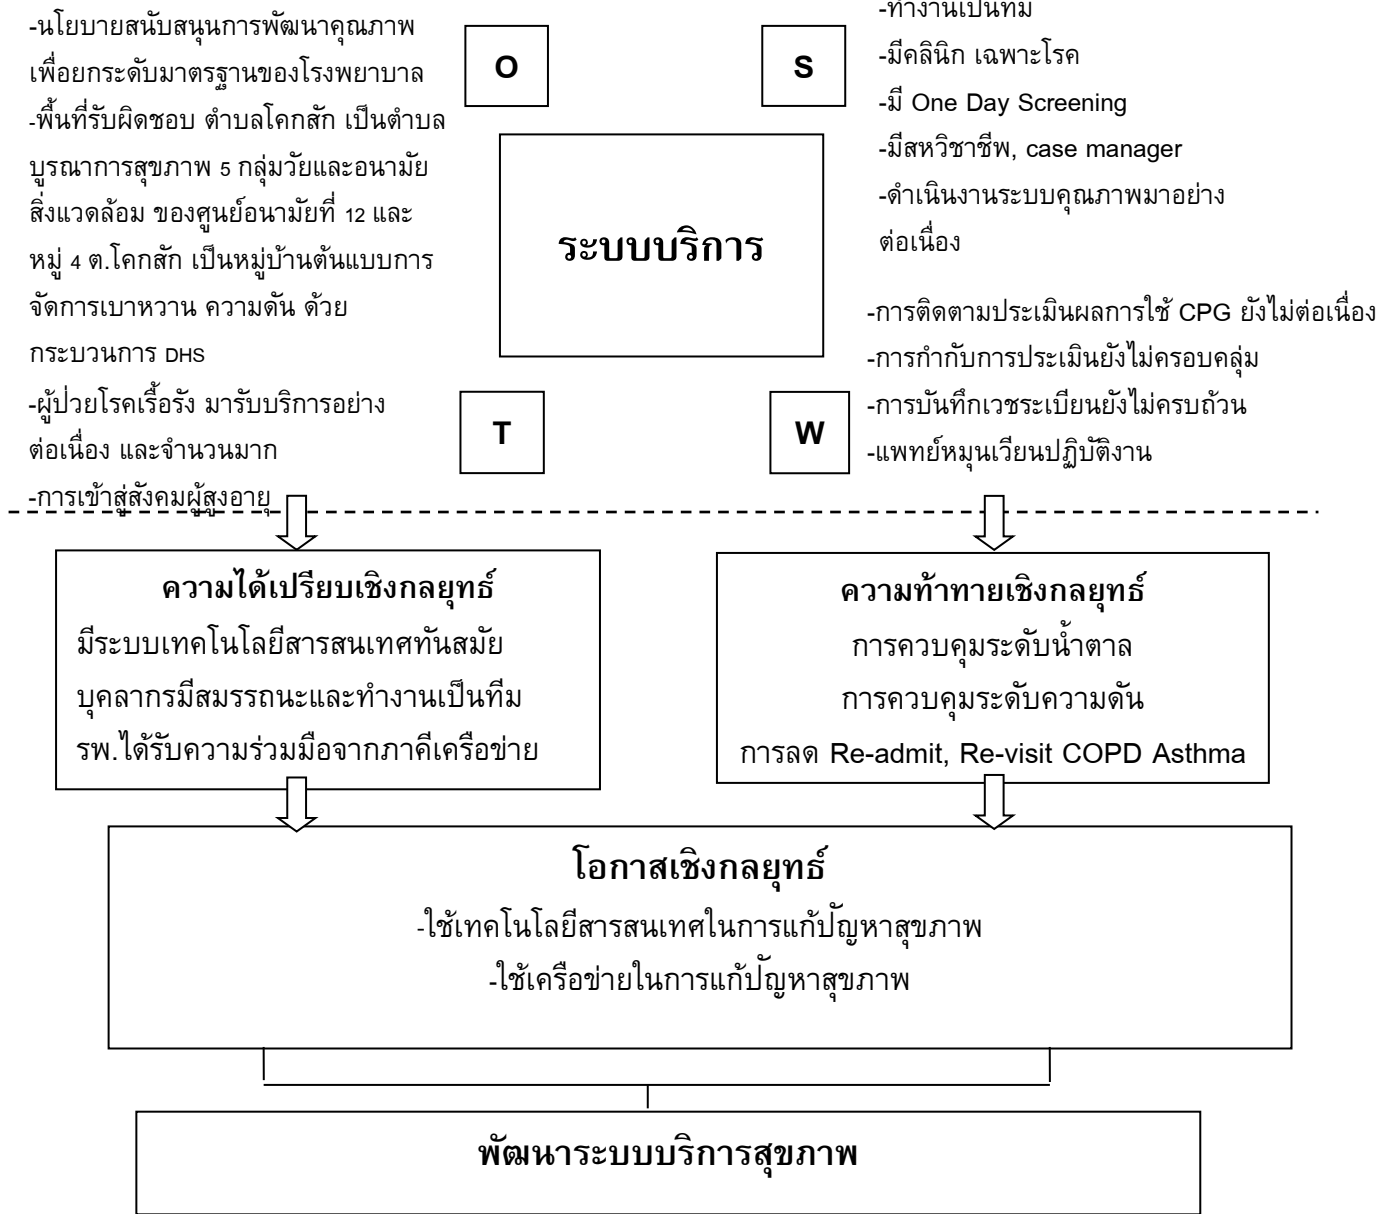 -นโยบายสนับสนุนการพัฒนาคุณภาพ
เพื่อยกระดับมาตรฐานของโรงพยาบาล
-พื้นที่รับผิดชอบ ตำบลโคกสัก เป็นตำบล
บูรณาการสุขภาพ 5 กลุ่มวัยและอนามัย
สิ่งแวดล้อม ของศูนย์อนามัยที่ 12 และ
หมู่ 4 ต.โคกสัก เป็นหมู่บ้านต้นแบบการ
จัดการเบาหวาน ความดัน ด้วย
กระบวนการ DHS
O
S
-ทำงานเป็นทีม
-มีคลินิก เฉพาะโรค
-มี One Day Screening
-มีสหวิชาชีพ, case manager
-ดำเนินงานระบบคุณภาพมาอย่าง
ต่อเนื่อง
ระบบบริการ
-ผู้ป่วยโรคเรื้อรัง มารับบริการอย่าง
ต่อเนื่อง และจำนวนมาก
-การเข้าสู่สังคมผู้สูงอายุ
T
W
-การติดตามประเมินผลการใช้ CPG ยังไม่ต่อเนื่อง
-การกำกับการประเมินยังไม่ครอบคลุ่ม
-การบันทึกเวชระเบียนยังไม่ครบถ้วน
-แพทย์หมุนเวียนปฏิบัติงาน
ความได้เปรียบเชิงกลยุทธ์
มีระบบเทคโนโลยีสารสนเทศทันสมัย
บุคลากรมีสมรรถนะและทำงานเป็นทีม
รพ.ได้รับความร่วมมือจากภาคีเครือข่าย
ความท้าทายเชิงกลยุทธ์
การควบคุมระดับน้ำตาล
การควบคุมระดับความดัน
การลด Re-admit, Re-visit COPD Asthma
โอกาสเชิงกลยุทธ์
-ใช้เทคโนโลยีสารสนเทศในการแก้ปัญหาสุขภาพ
-ใช้เครือข่ายในการแก้ปัญหาสุขภาพ
พัฒนาระบบบริการสุขภาพ